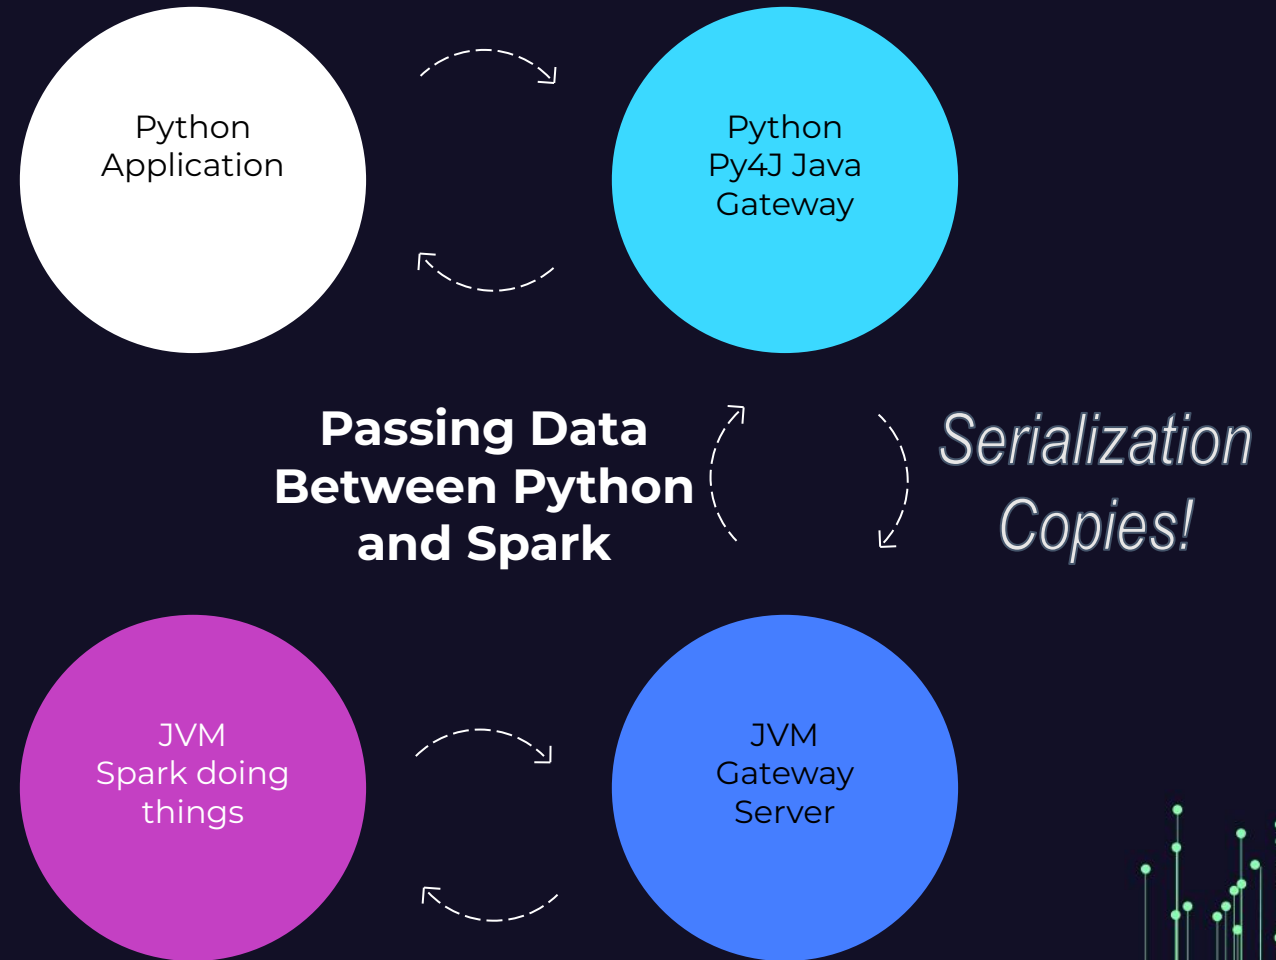 Python
Application
Python
Py4J Java
Gateway
Passing Data
Between Python
and Spark
Serialization
Copies!
JVM
Spark doing
things
JVM
Gateway
Server